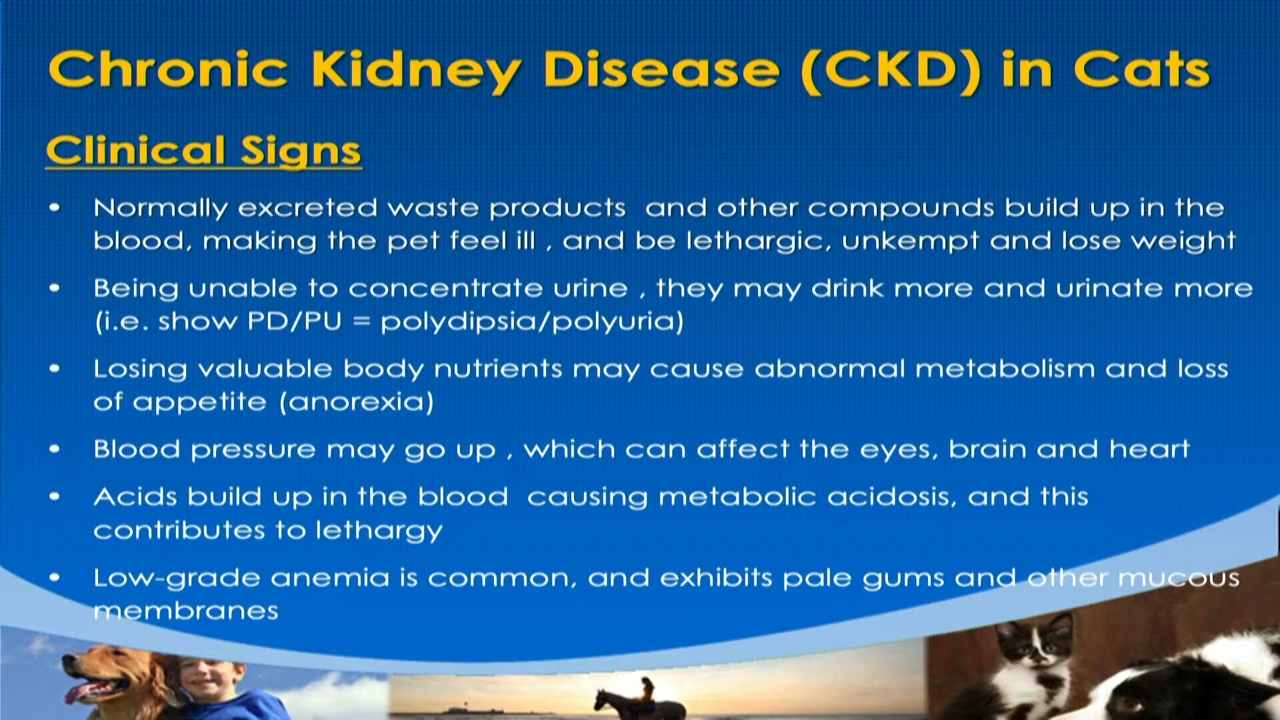 Chronic Kidney Disease (CKD) in Cats
Clinical Signs
• Normally excreted waste products  and other compounds build up in the
blood, making the pet feel ill , and be lethargic, unkempt and lose weight
• Being unable to concentrate urine , they may drink more and urinate more
(i.e. show PD/PU = polydipsia/polyuria)
• Losing valuable body nutrients may cause abnormal metabolism and loss
of appetite (anorexia)
• Blood pressure may go up , which can affect the eyes, brain and heart
• Acids build up in the blood  causing metabolic acidosis, and this
contributes to lethargy
• Low-grade anemia is common, and exhibits pale gums and other mucous
membranes